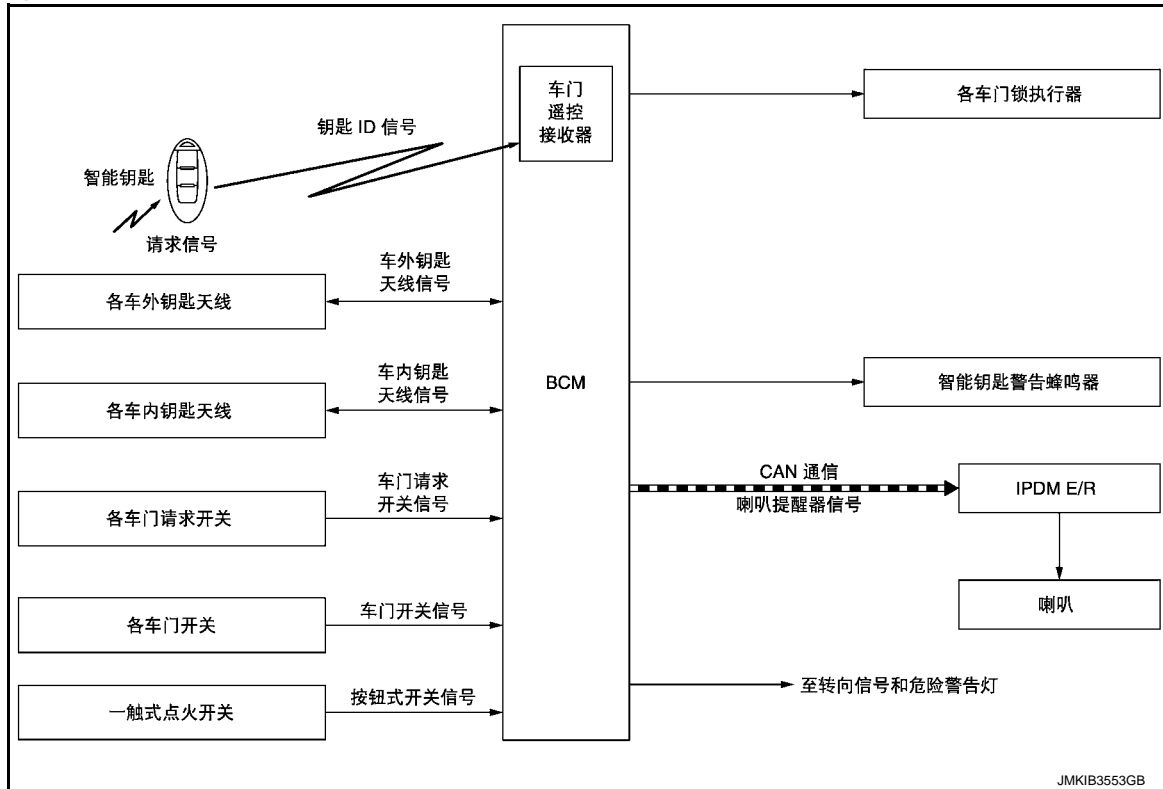 车门
遥控
接收器
各车门锁执行器
钥匙 ID 信号
智能钥匙
请求信号
车外钥匙
天线信号
各车外钥匙天线
车内钥匙
天线信号
各车内钥匙天线
BCM
智能钥匙警告蜂鸣器
车门请求
开关信号
各车门请求开关
CAN 通信
喇叭提醒器信号
IPDM E/R
喇叭
车门开关信号
各车门开关
按钮式开关信号
一触式点火开关
至转向信号和危险警告灯
JMKIB3553GB